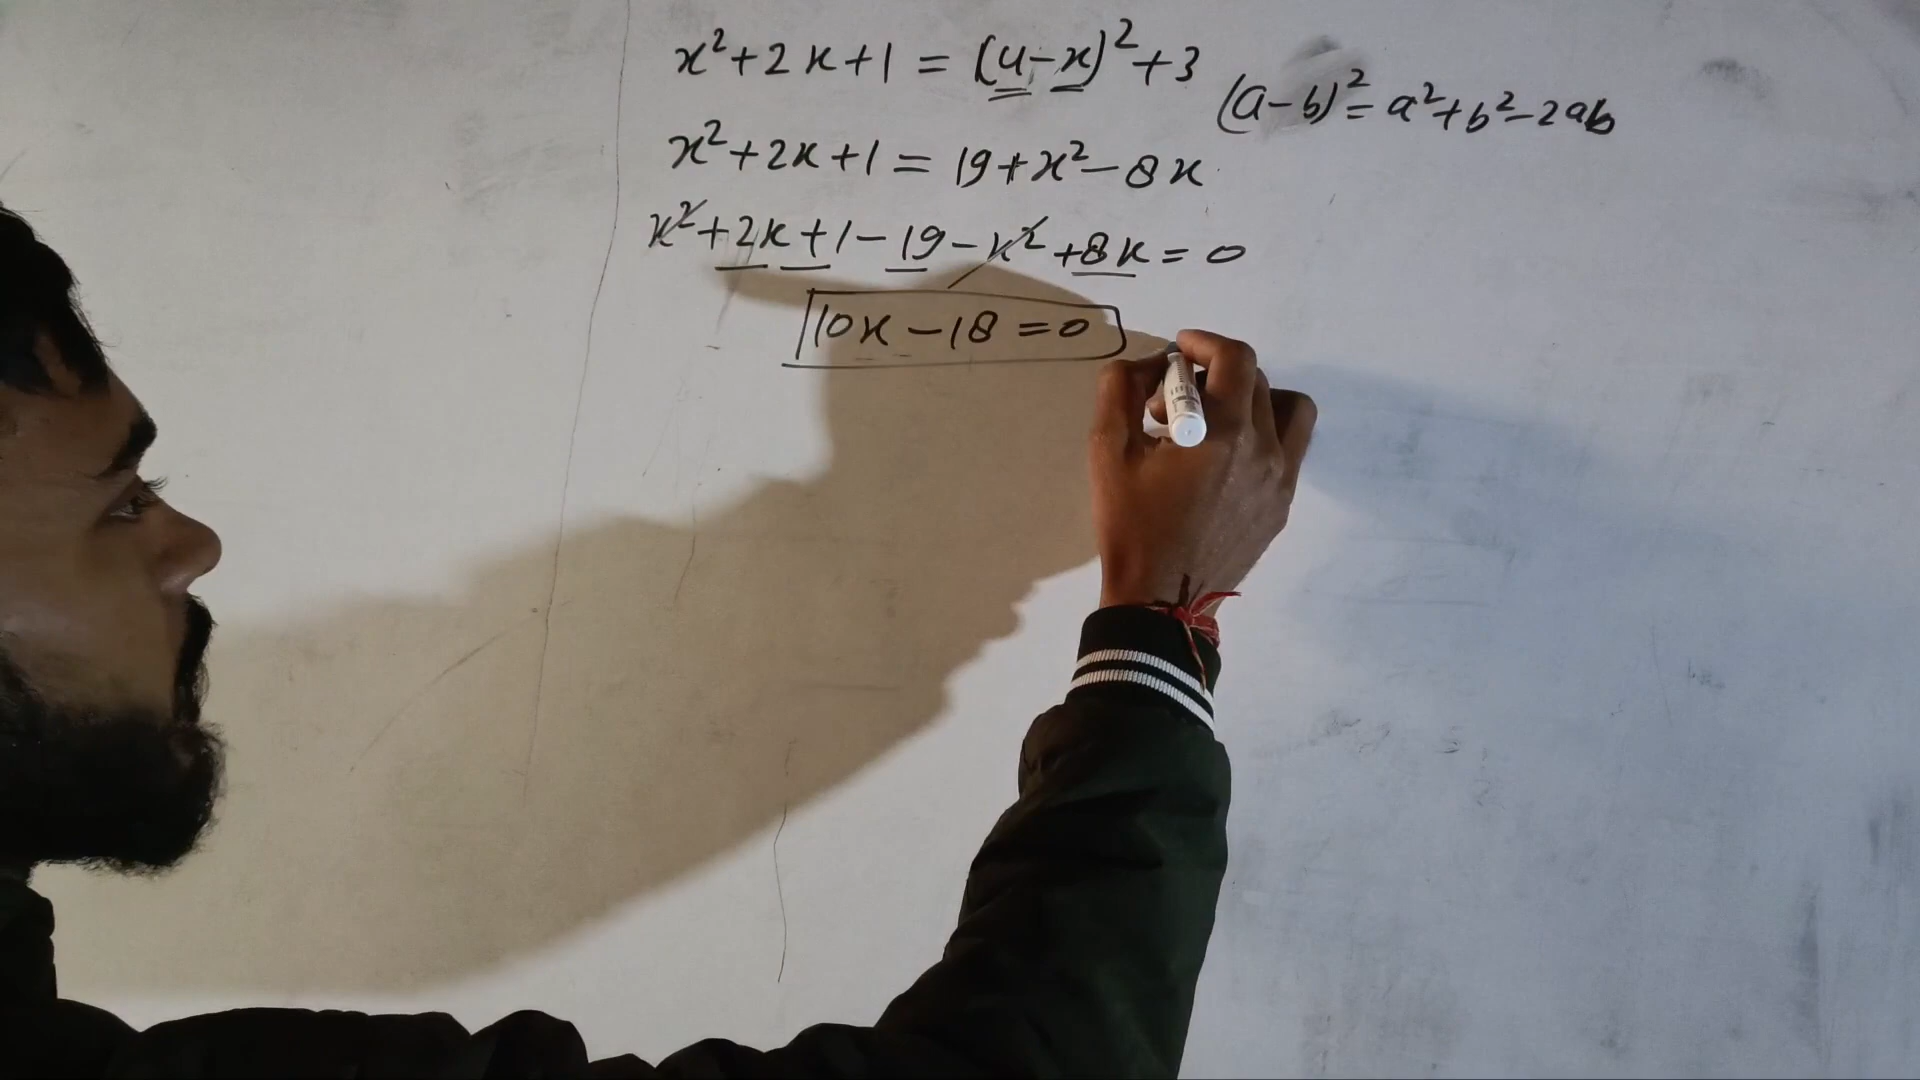 x²+2x+1 = (4-x)²+3
(a-b)² = a²+b²-2ab
x²+2x+1 = 19+x²-8x
x²+2x+1-19-x²+8x=0
10x-18=0